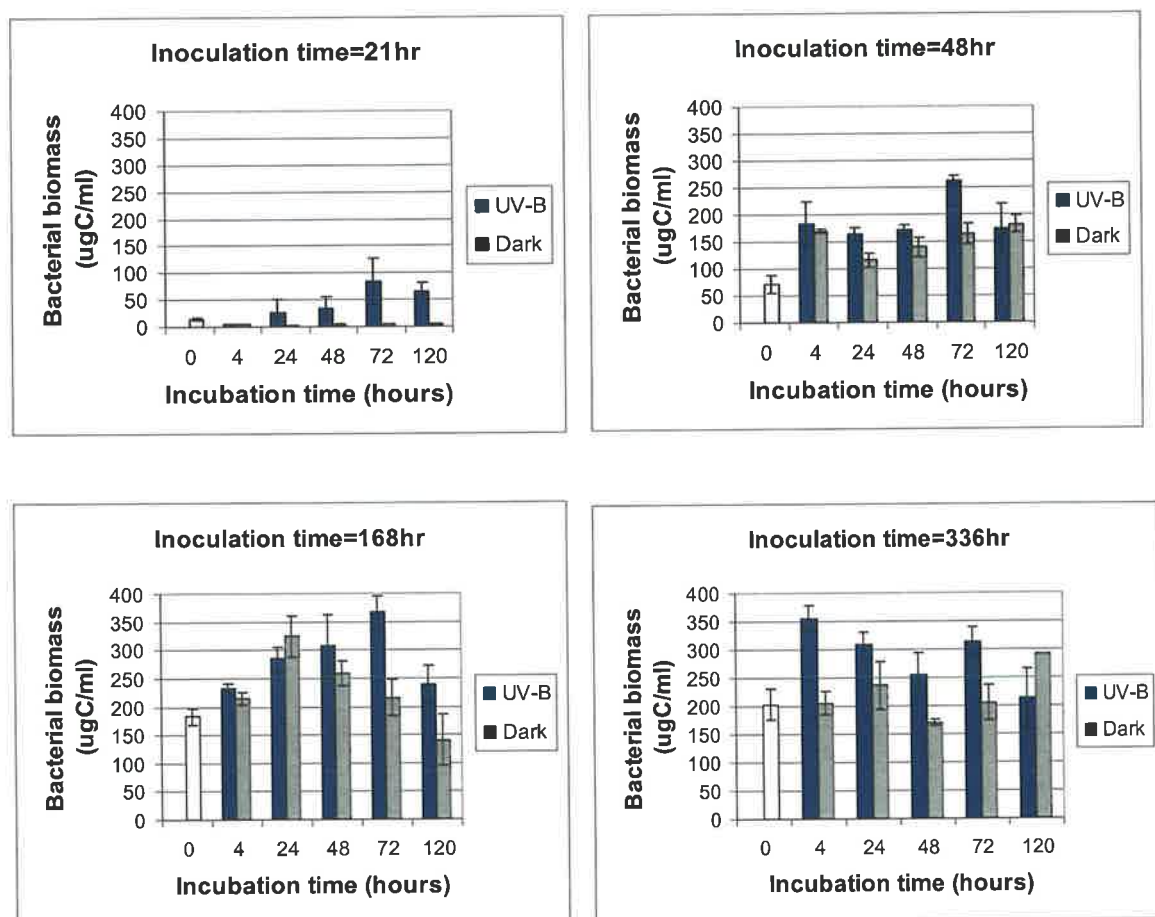 Inoculation time=21hr
Bacterial biomass
(ugC/ml)
400
350
300
250
200
150
100
50
0
0 4 24 48 72 120
Incubation time (hours)
UV-B
Dark
Inoculation time=48hr
Bacterial biomass
(ugC/ml)
400
350
300
250
200
150
100
50
0
0 4 24 48 72 120
Incubation time (hours)
UV-B
Dark
Inoculation time=168hr
Bacterial biomass
(ugC/ml)
400
350
300
250
200
150
100
50
0
0 4 24 48 72 120
Incubation time (hours)
UV-B
Dark
Inoculation time=336hr
Bacterial biomass
(ugC/ml)
400
350
300
250
200
150
100
50
0
0 4 24 48 72 120
Incubation time (hours)
UV-B
Dark